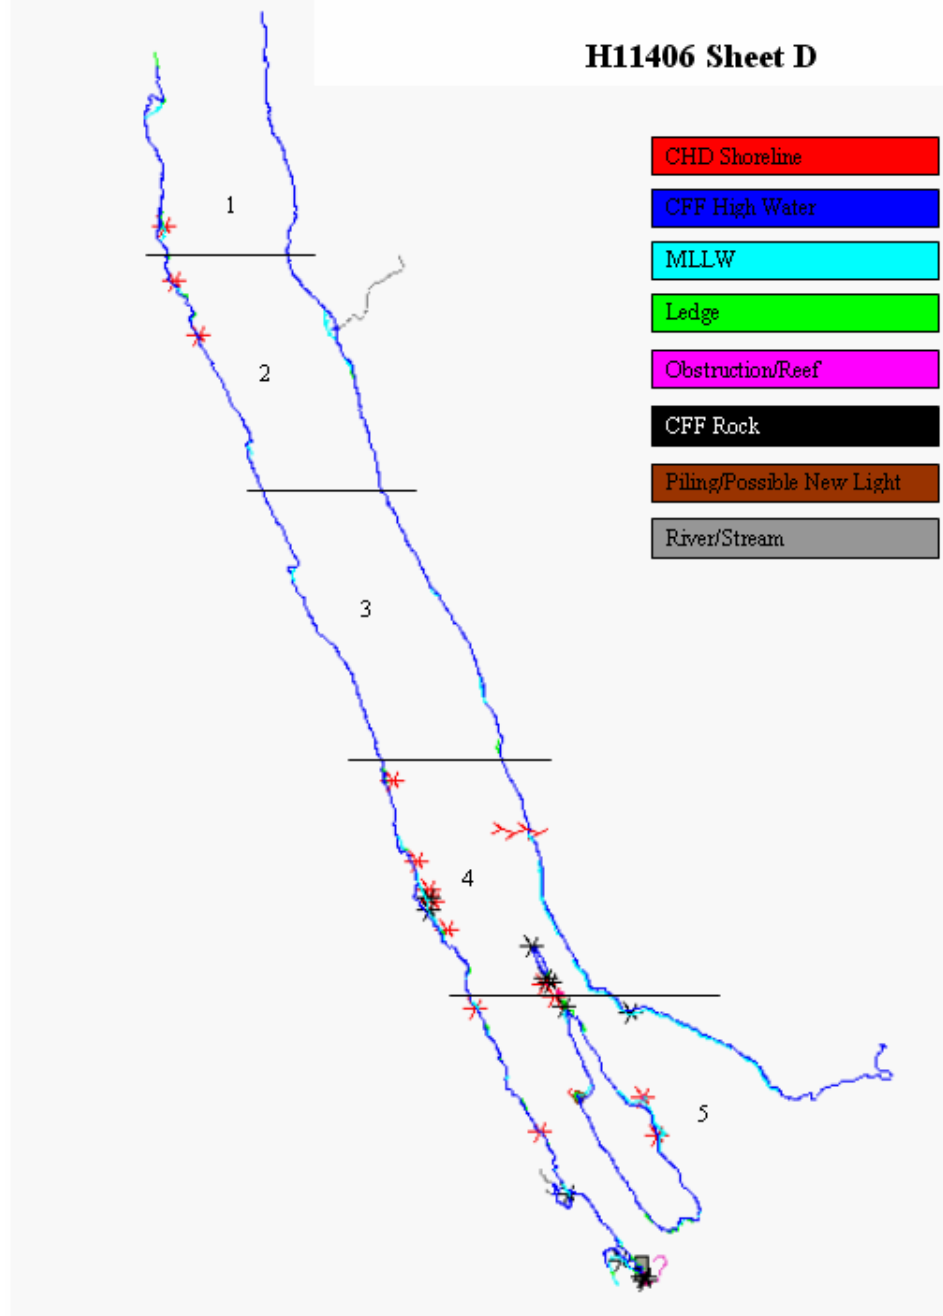 H11406 Sheet D
CHD Shoreline
CFF High Water
MLLW
Ledge
Obstruction/Reef
CFF Rock
Piling/Possible New Light
River/Stream
1
2
3
4
5